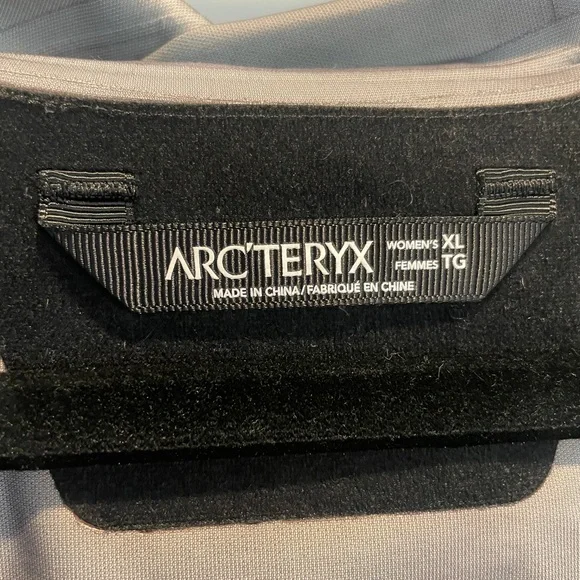 ARC'TERYX WOMEN'S XL
FEMMES TG
MADE IN CHINA/FABRIQUÉ EN CHINE